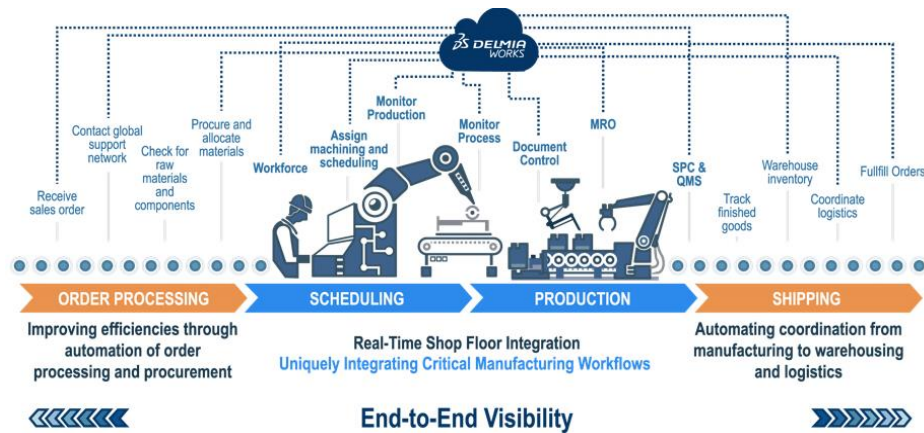 DELMIA
WORKS
Receive
sales order
Contact global
support
network
Check for
raw
materials
and
components
Procure and
allocate
materials
Workforce
Assign
machining and
scheduling
Monitor
Production
Monitor
Process
Document
Control
MRO
SPC &
QMS
Track
finished
goods
Warehouse
inventory
Coordinate
logistics
Fullfill Orders
ORDER PROCESSING
SCHEDULING
PRODUCTION
SHIPPING
Improving efficiencies through
automation of order
processing and procurement
Real-Time Shop Floor Integration
Uniquely Integrating Critical Manufacturing Workflows
Automating coordination from
manufacturing to warehousing
and logistics
End-to-End Visibility